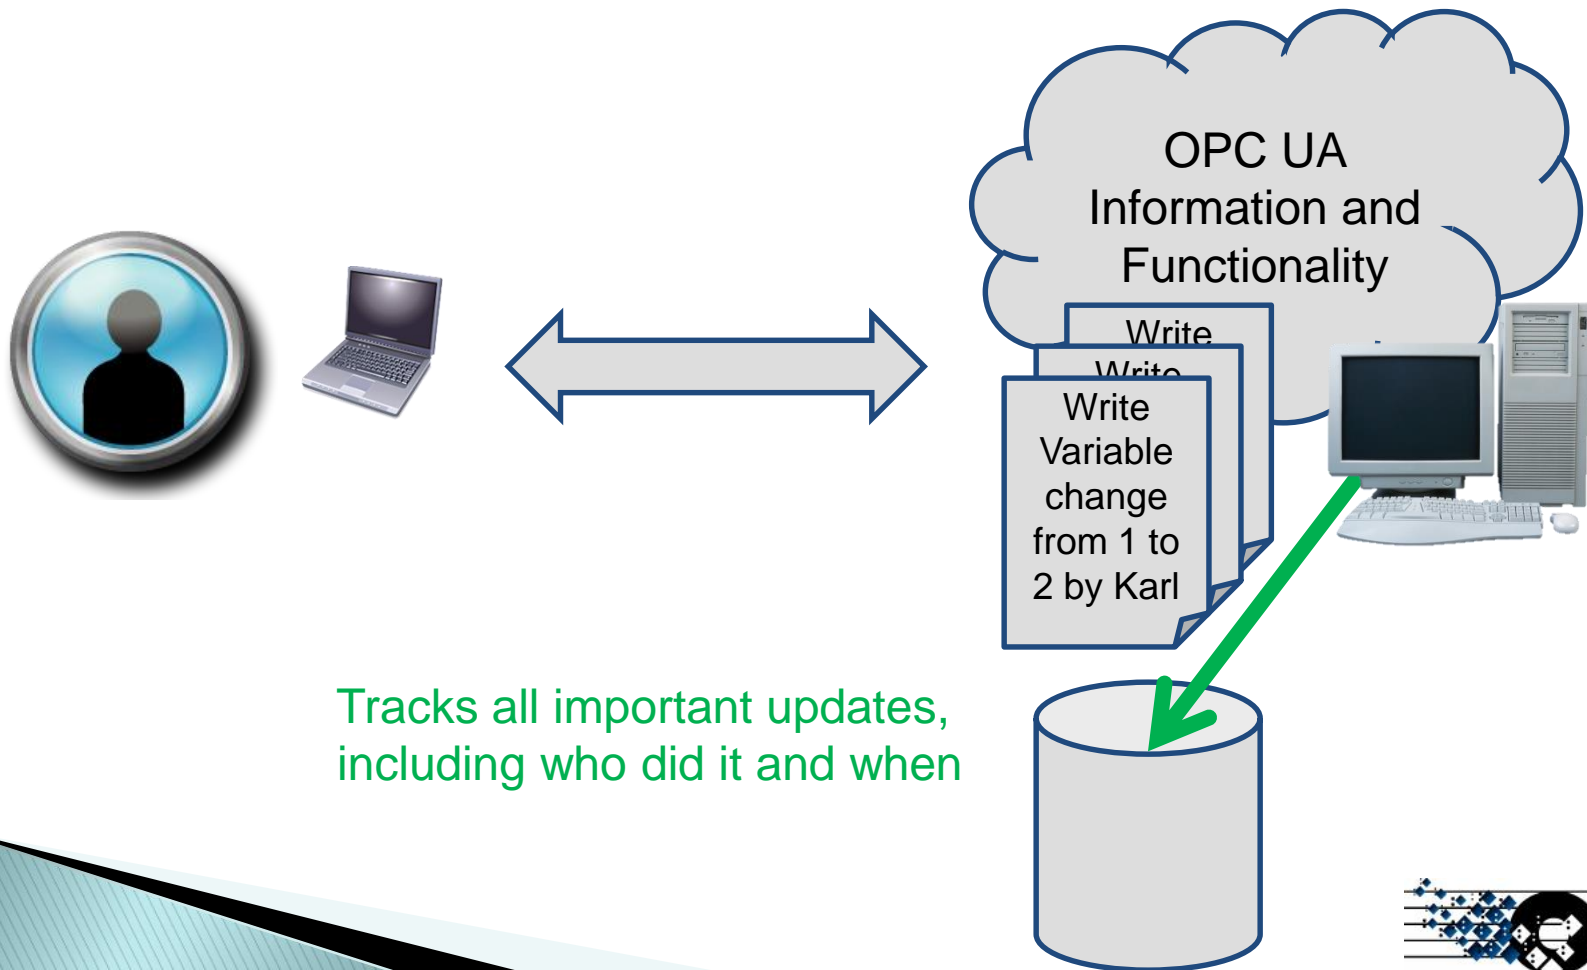 OPC UA
Information and
Functionality
Write
Write
Write
Variable
change
from 1 to
2 by Karl
Tracks all important updates,
including who did it and when